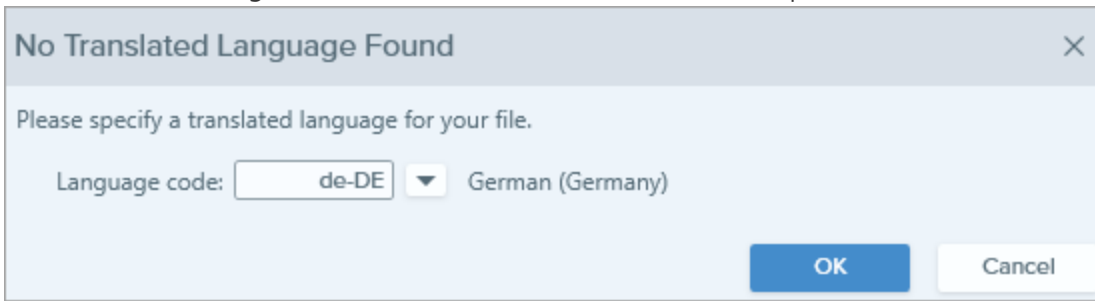 No Translated Language Found
Please specify a translated language for your file.
Language code: de-DE German (Germany)
OK Cancel